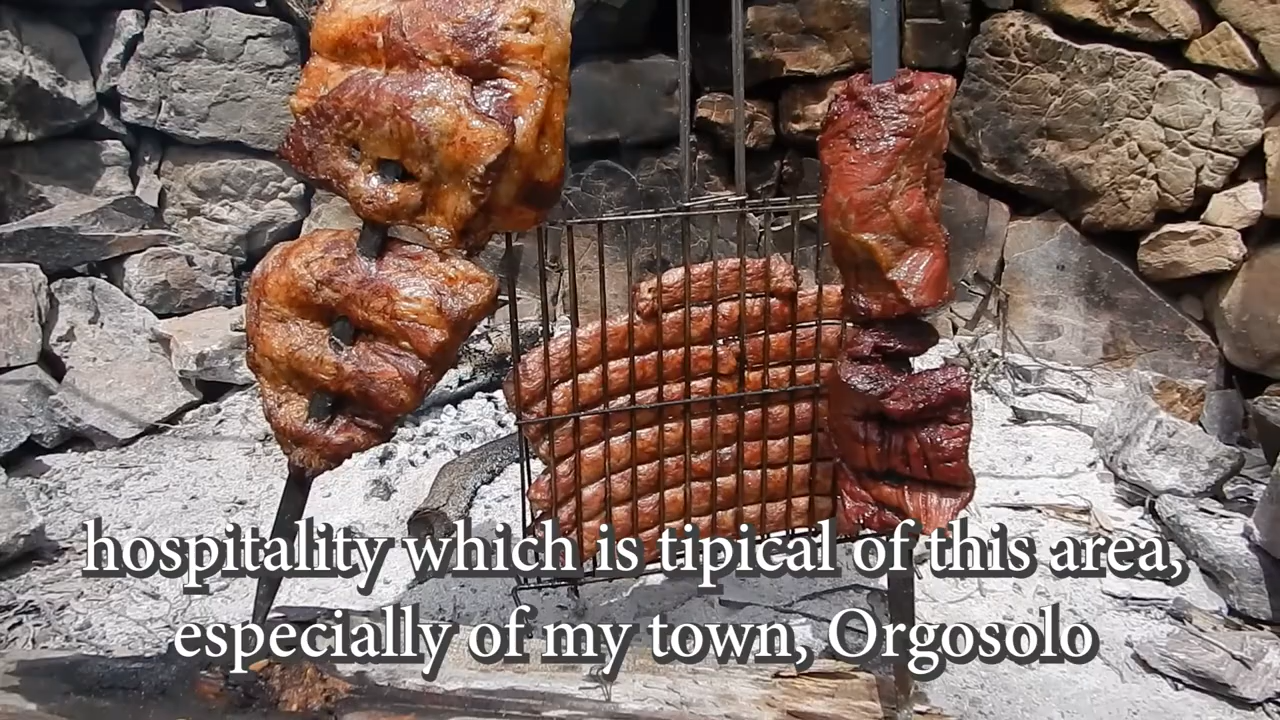 hospitality which is tipical of this area,
especially of my town, Orgosolo